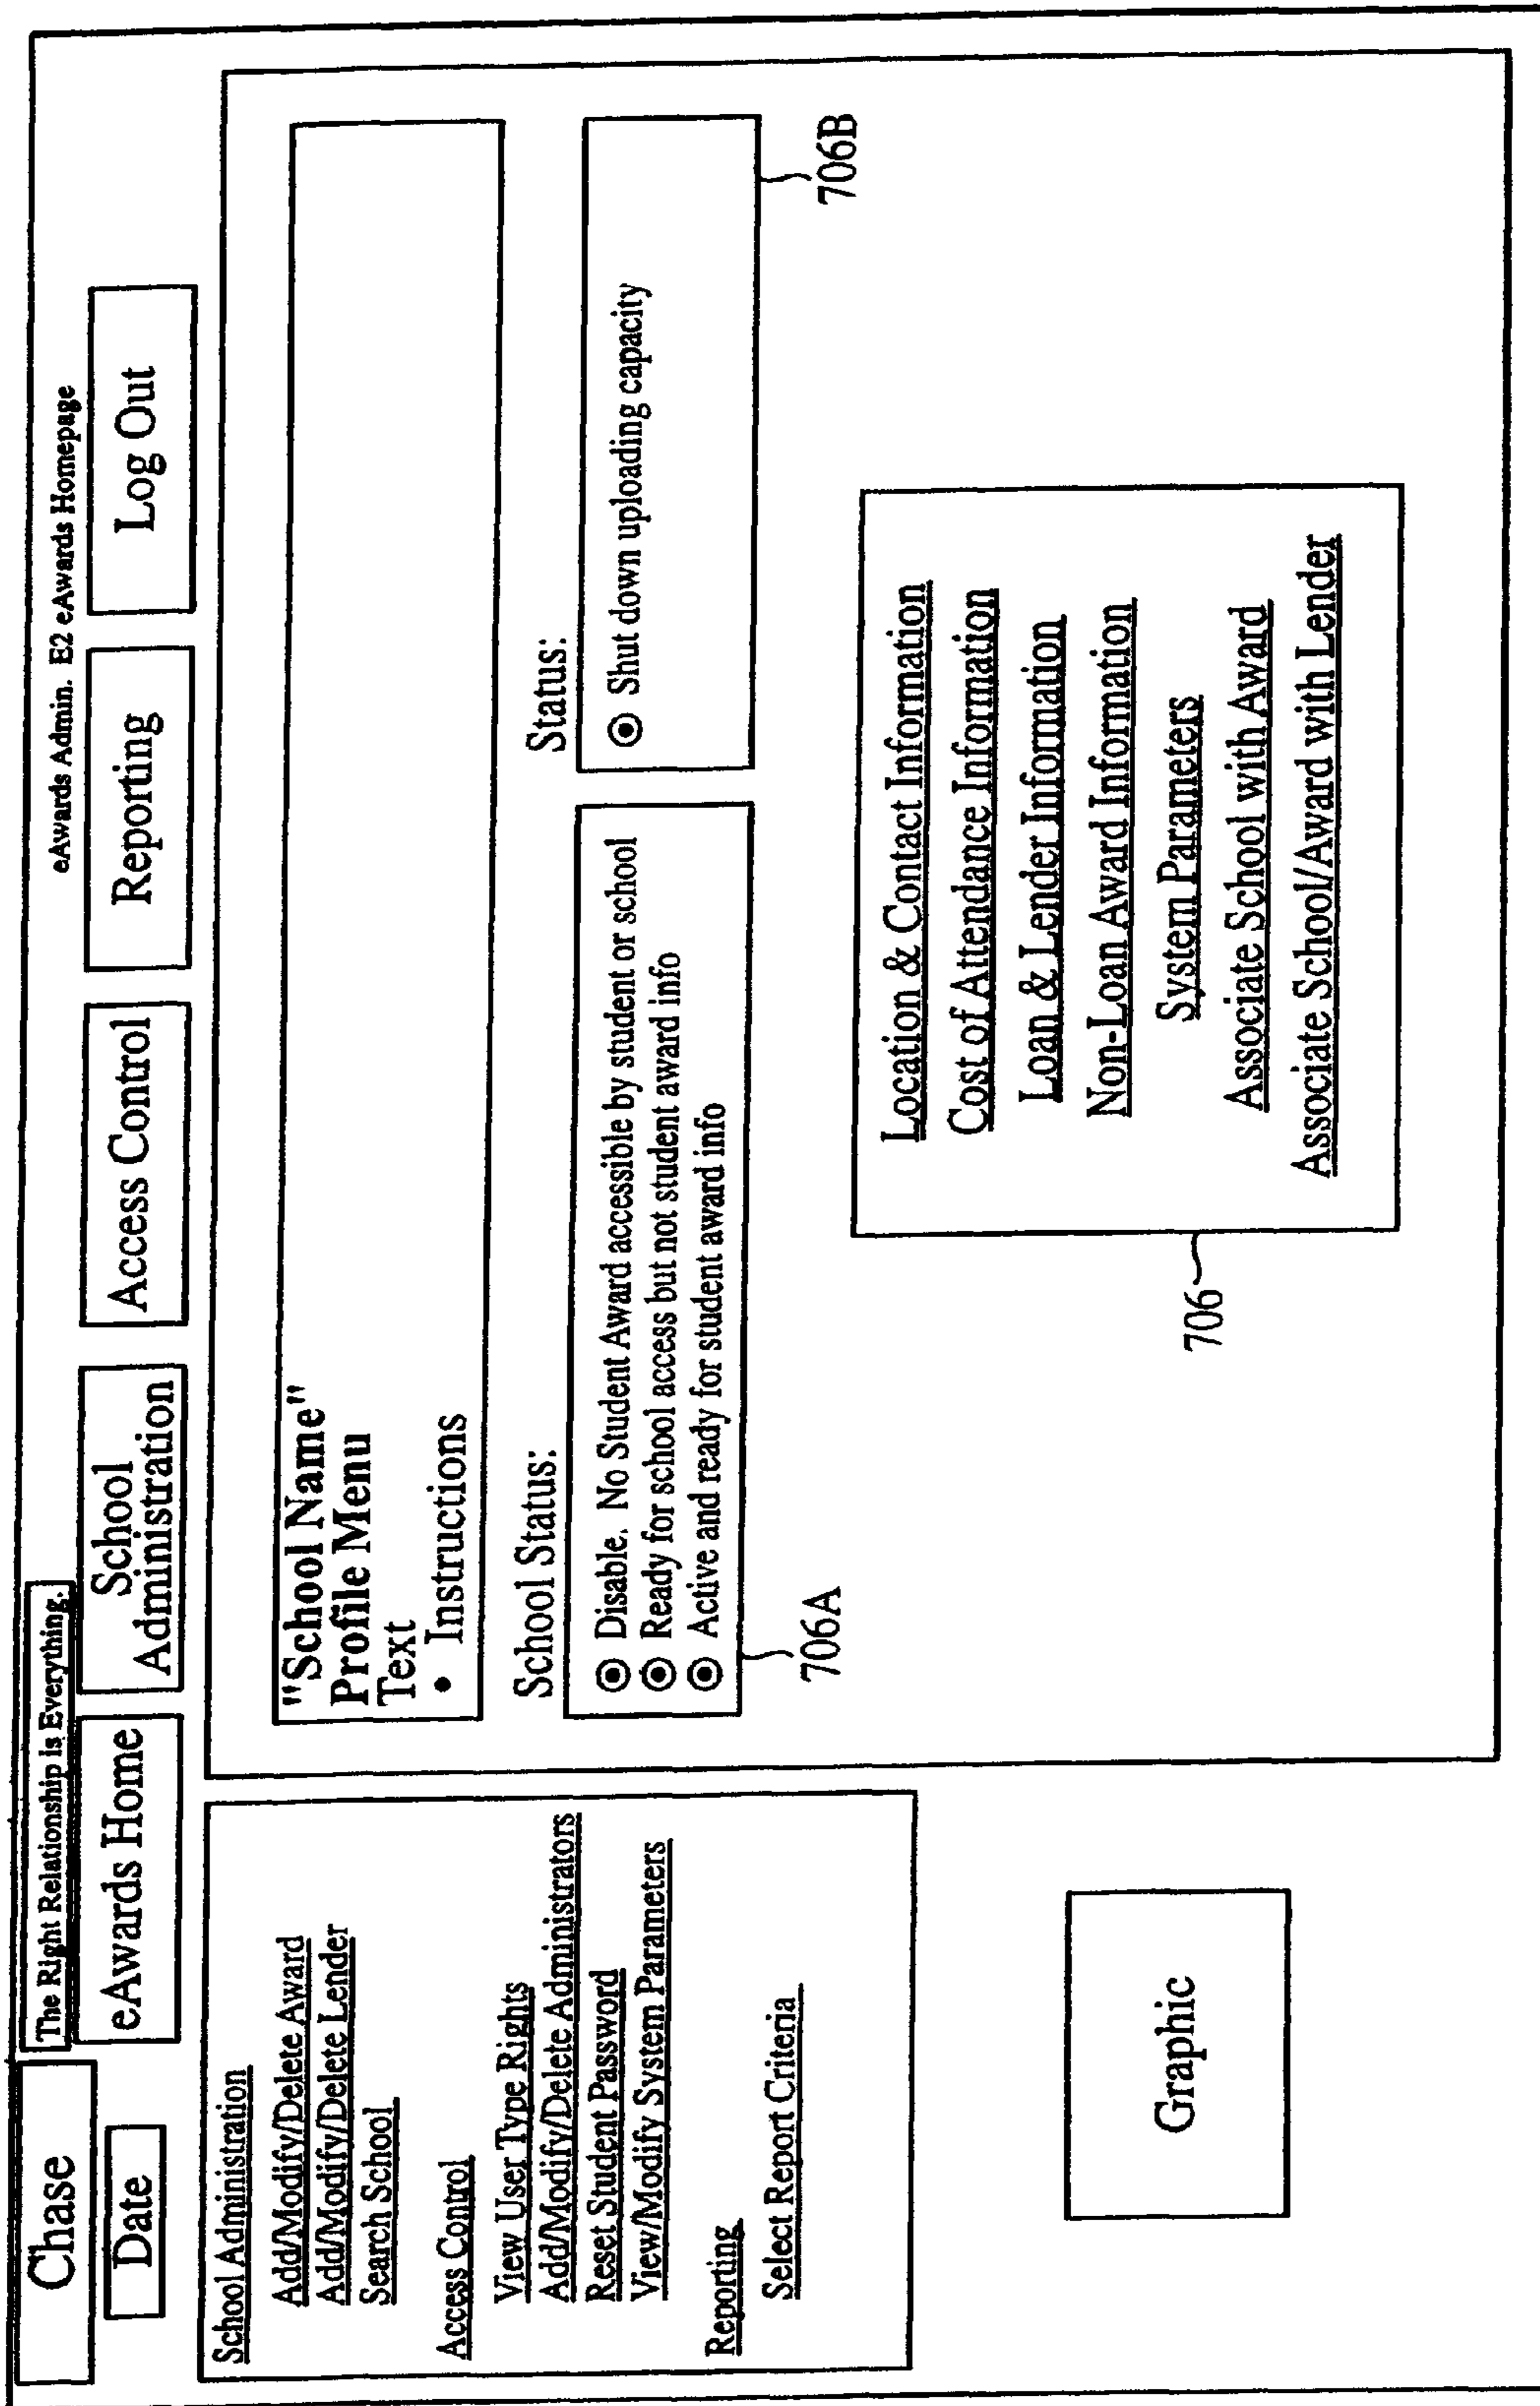 Chase
The Right Relationship is Everything.
eAwards Admin. E2 eAwards Homepage
Date
eAwards Home
School
Administration
Access Control
Reporting
Log Out
School Administration
Add/Modify/Delete Award
Add/Modify/Delete Lender
Search School
Access Control
View User Type Rights
Add/Modify/Delete Administrators
Reset Student Password
View/Modify System Parameters
Reporting
Select Report Criteria
Graphic
"School Name"
Profile Menu
Text
• Instructions
School Status:
Disable. No Student Award accessible by student or school
Ready for school access but not student award info
Active and ready for student award info
706A
Status:
Shut down uploading capacity
706B
Location & Contact Information
Cost of Attendance Information
Loan & Lender Information
Non-Loan Award Information
System Parameters
Associate School with Award
Associate School/Award with Lender
706